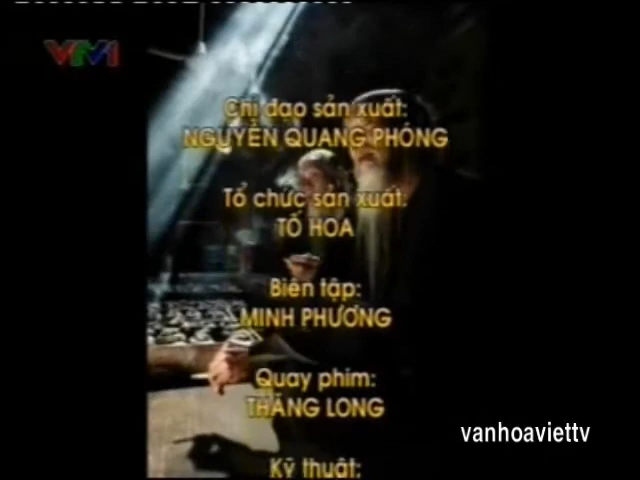 VTV1
Chỉ đạo sản xuất:
NGUYỄN QUANG PHÓNG
Tổ chức sản xuất:
TỐ HOA
Biên tập:
MINH PHƯƠNG
Quay phim:
THĂNG LONG
vanhoaviettv
Kỹ thuật: